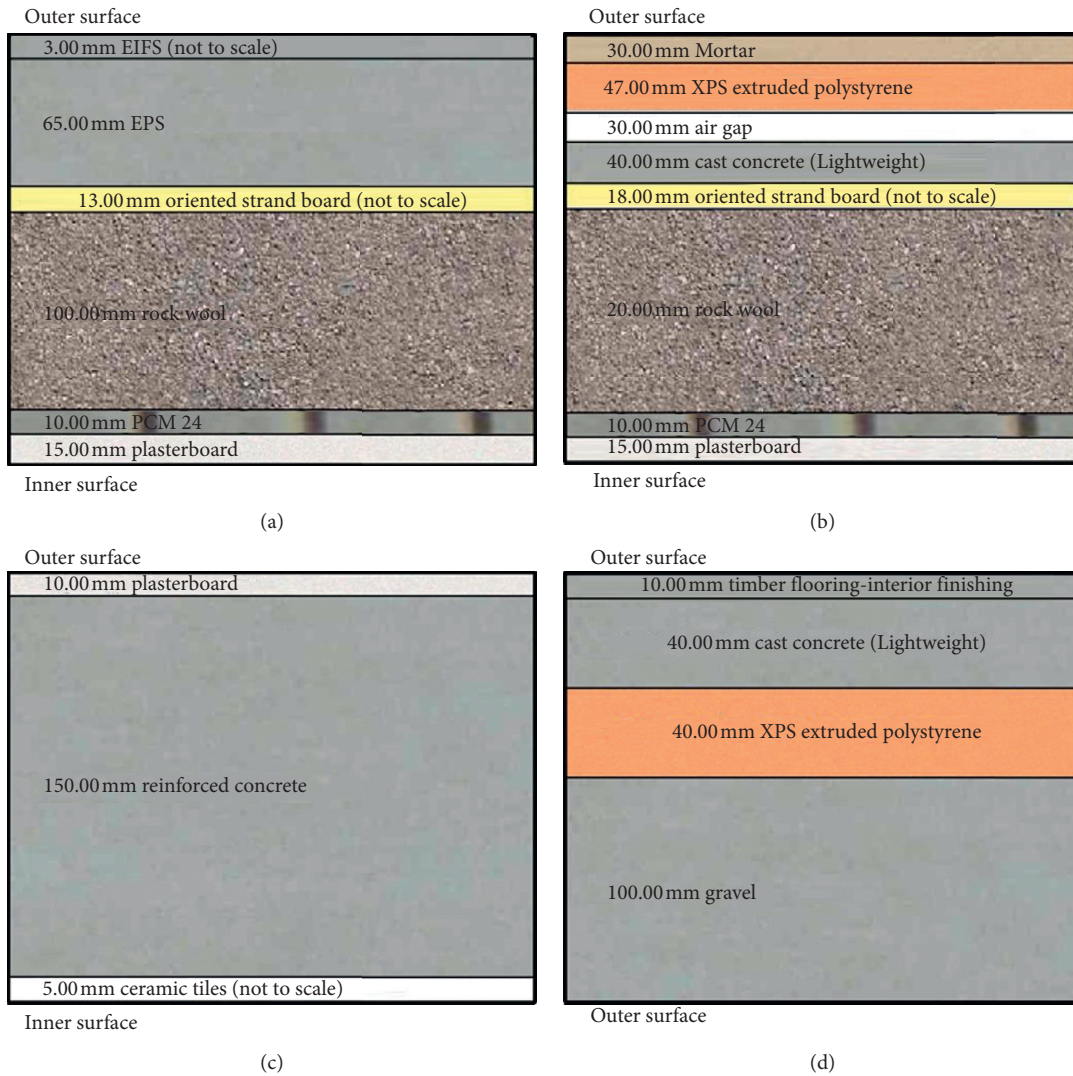 Outer surface
3.00 mm EIFS (not to scale)
65.00 mm EPS
13.00 mm oriented strand board (not to scale)
100.00 mm rock wool
10.00 mm PCM 24
15.00 mm plasterboard
Inner surface
(a)
Outer surface
30.00 mm Mortar
47.00 mm XPS extruded polystyrene
30.00 mm air gap
40.00 mm cast concrete (Lightweight)
18.00 mm oriented strand board (not to scale)
20.00 mm rock wool
10.00 mm PCM 24
15.00 mm plasterboard
Inner surface
(b)
Outer surface
10.00 mm plasterboard
150.00 mm reinforced concrete
5.00 mm ceramic tiles (not to scale)
Inner surface
(c)
Outer surface
10.00 mm timber flooring-interior finishing
40.00 mm cast concrete (Lightweight)
40.00 mm XPS extruded polystyrene
100.00 mm gravel
Outer surface
(d)